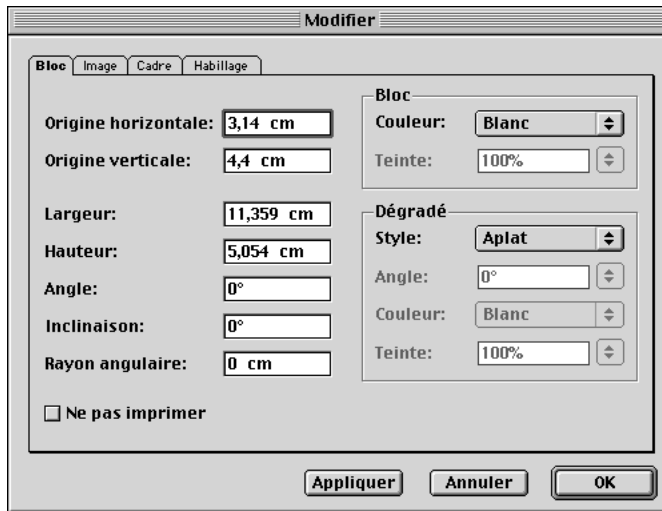 Modifier
Bloc Image Cadre Habillage
Origine horizontale: 3,14 cm
Origine verticale: 4,4 cm
Largeur: 11,359 cm
Hauteur: 5,054 cm
Angle: 0°
Inclinaison: 0°
Rayon angulaire: 0 cm
Ne pas imprimer
Bloc
Couleur: Blanc
Teinte: 100%
Dégradé
Style: Aplat
Angle: 0°
Couleur: Blanc
Teinte: 100%
Appliquer Annuler OK